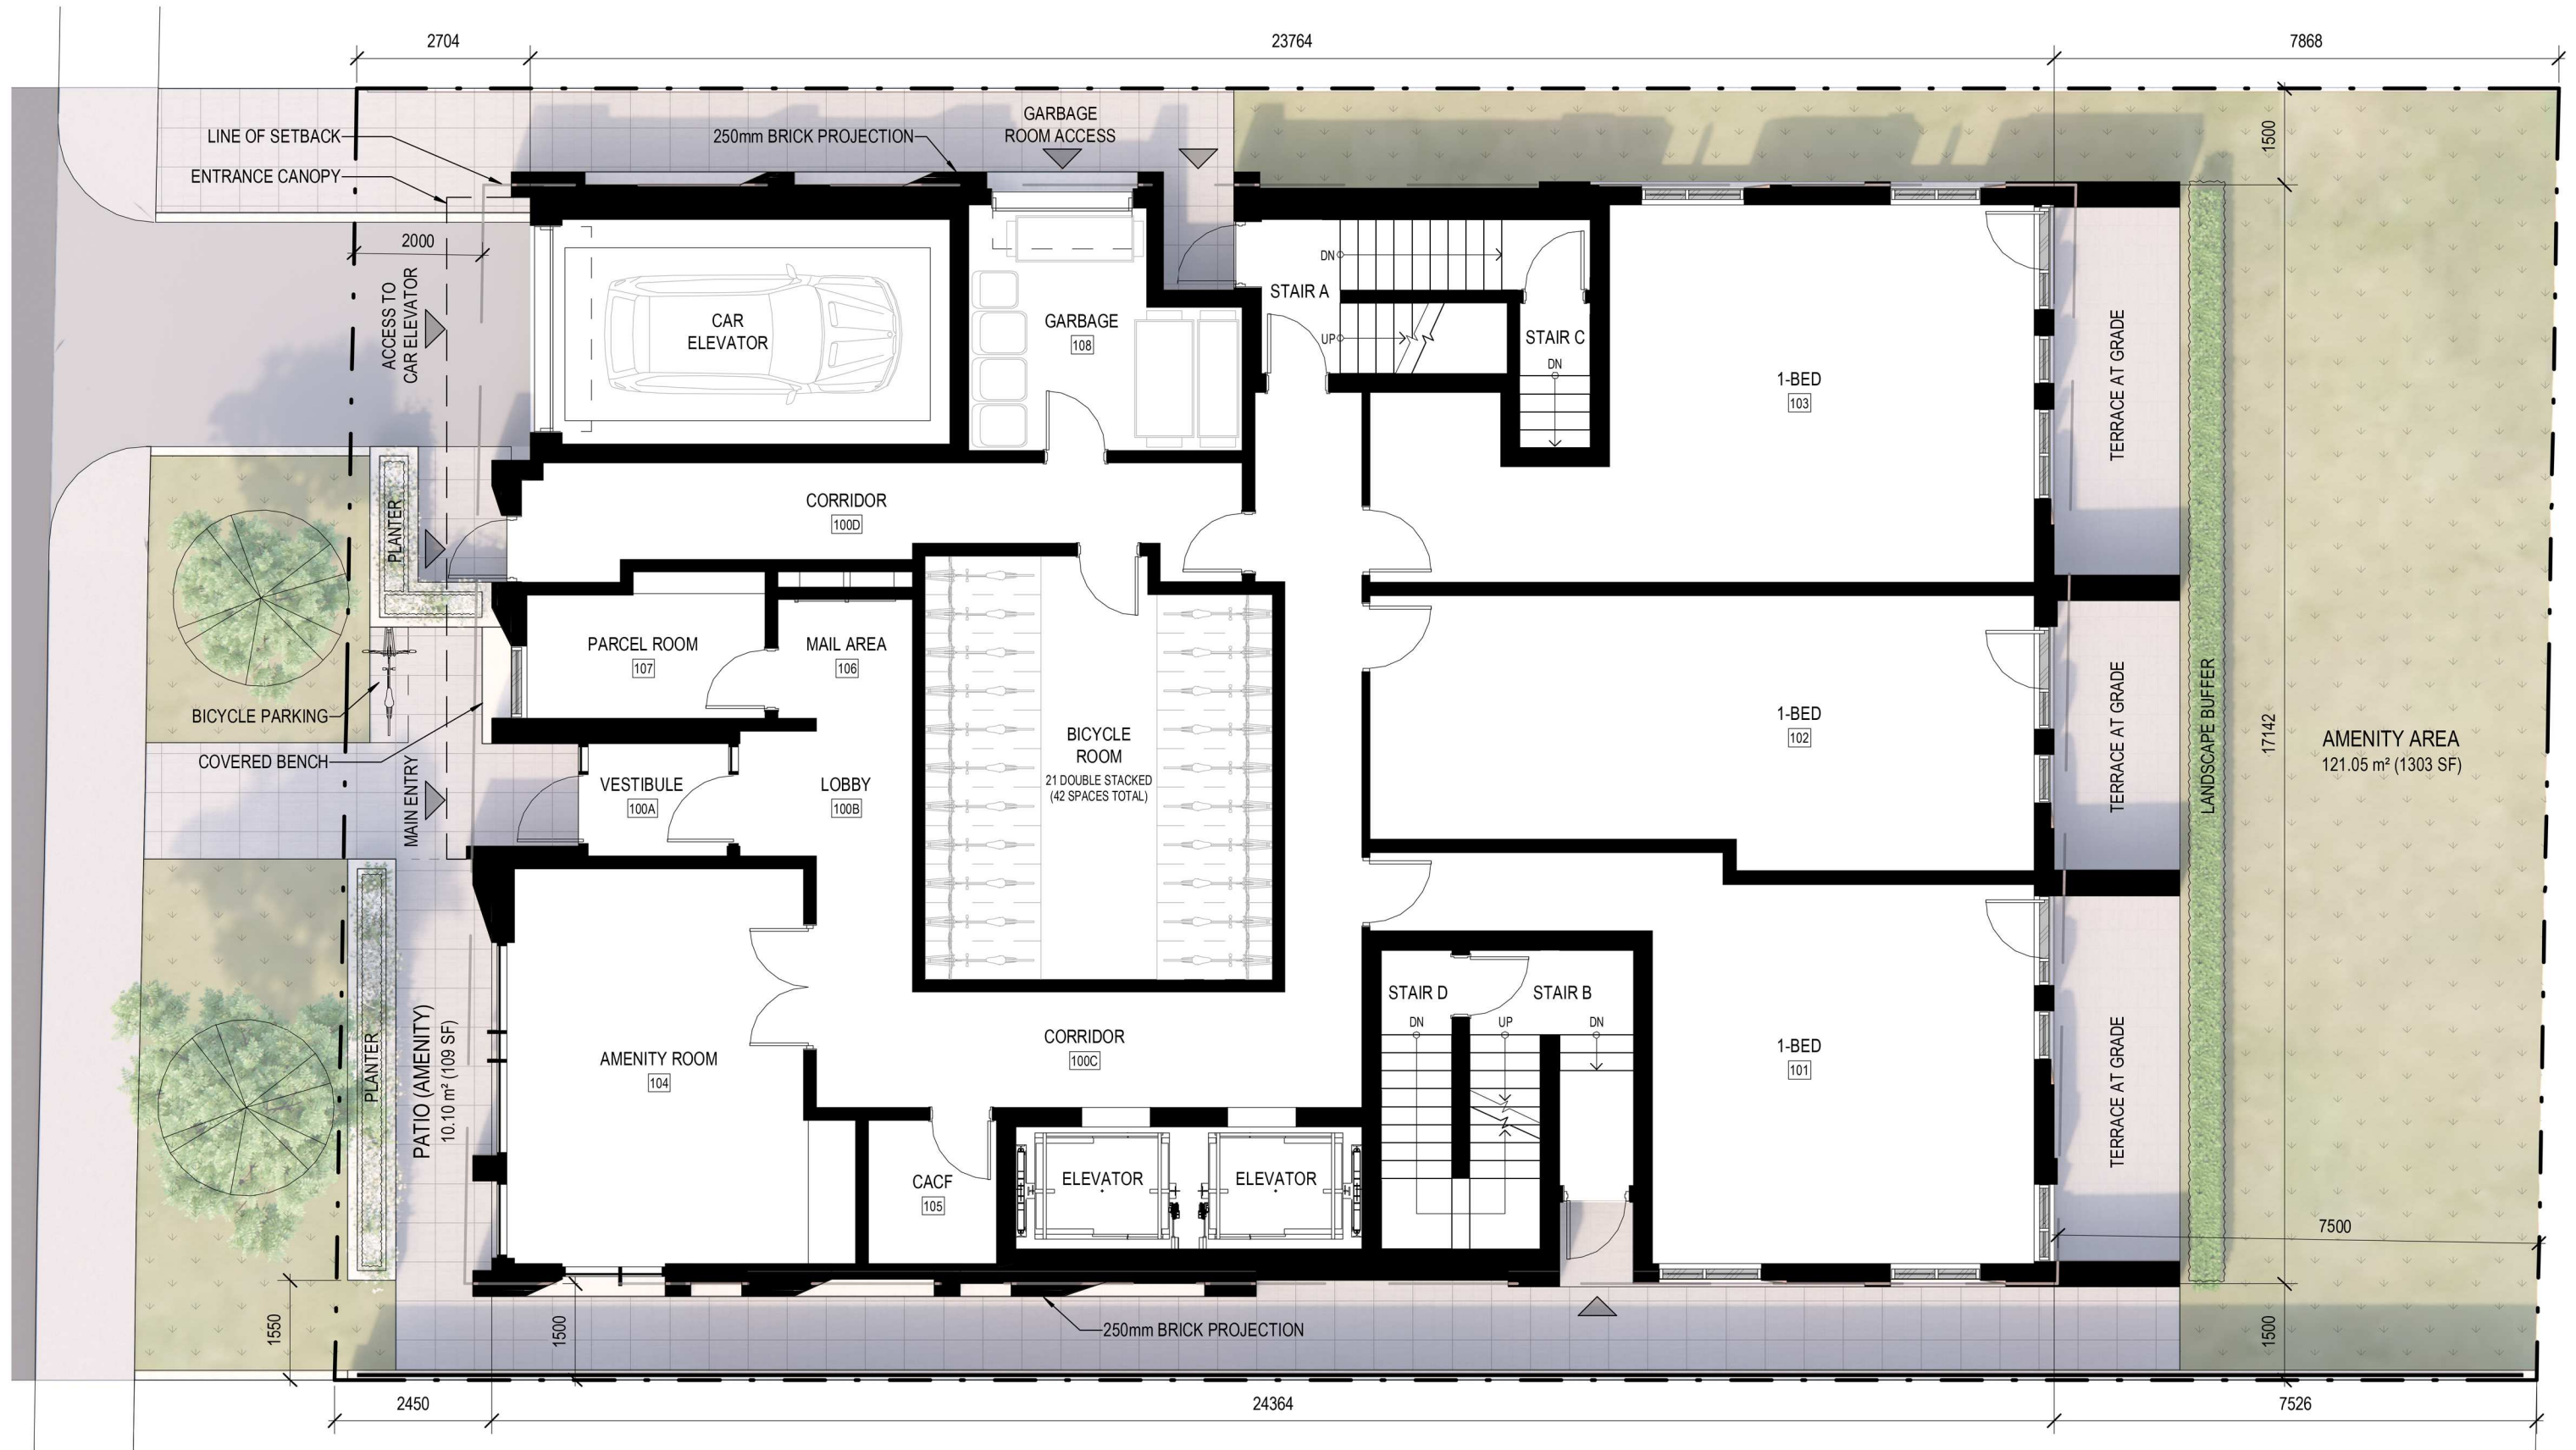 2704
23764
7868
LINE OF SETBACK
ENTRANCE CANOPY
250mm BRICK PROJECTION
GARBAGE
ROOM ACCESS
1500
2000
ACCESS TO
CAR ELEVATOR
CAR
ELEVATOR
GARBAGE
108
STAIR A
DN
UP
STAIR C
DN
1-BED
103
TERRACE AT GRADE
PLANTER
CORRIDOR
100D
PARCEL ROOM
107
MAIL AREA
106
BICYCLE PARKING
COVERED BENCH
MAIN ENTRY
VESTIBULE
100A
LOBBY
100B
BICYCLE
ROOM
21 DOUBLE STACKED
(42 SPACES TOTAL)
1-BED
102
TERRACE AT GRADE
LANDSCAPE BUFFER
17142
AMENITY AREA
121.05 m² (1303 SF)
PLANTER
PATIO (AMENITY)
10.10 m² (109 SF)
AMENITY ROOM
104
CORRIDOR
100C
CACF
105
ELEVATOR
ELEVATOR
STAIR D
DN
STAIR B
UP
DN
1-BED
101
TERRACE AT GRADE
7500
1550
1500
250mm BRICK PROJECTION
1500
2450
24364
7526